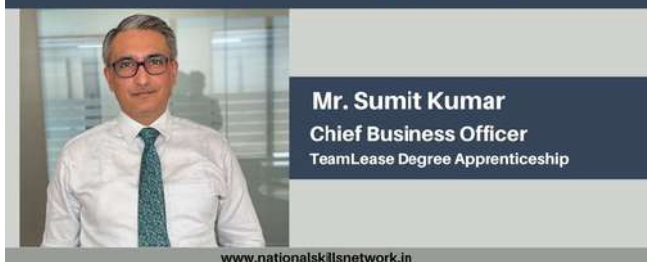 Mr. Sumit Kumar
Chief Business Officer
TeamLease Degree Apprenticeship
www.nationalskillsnetwork.in